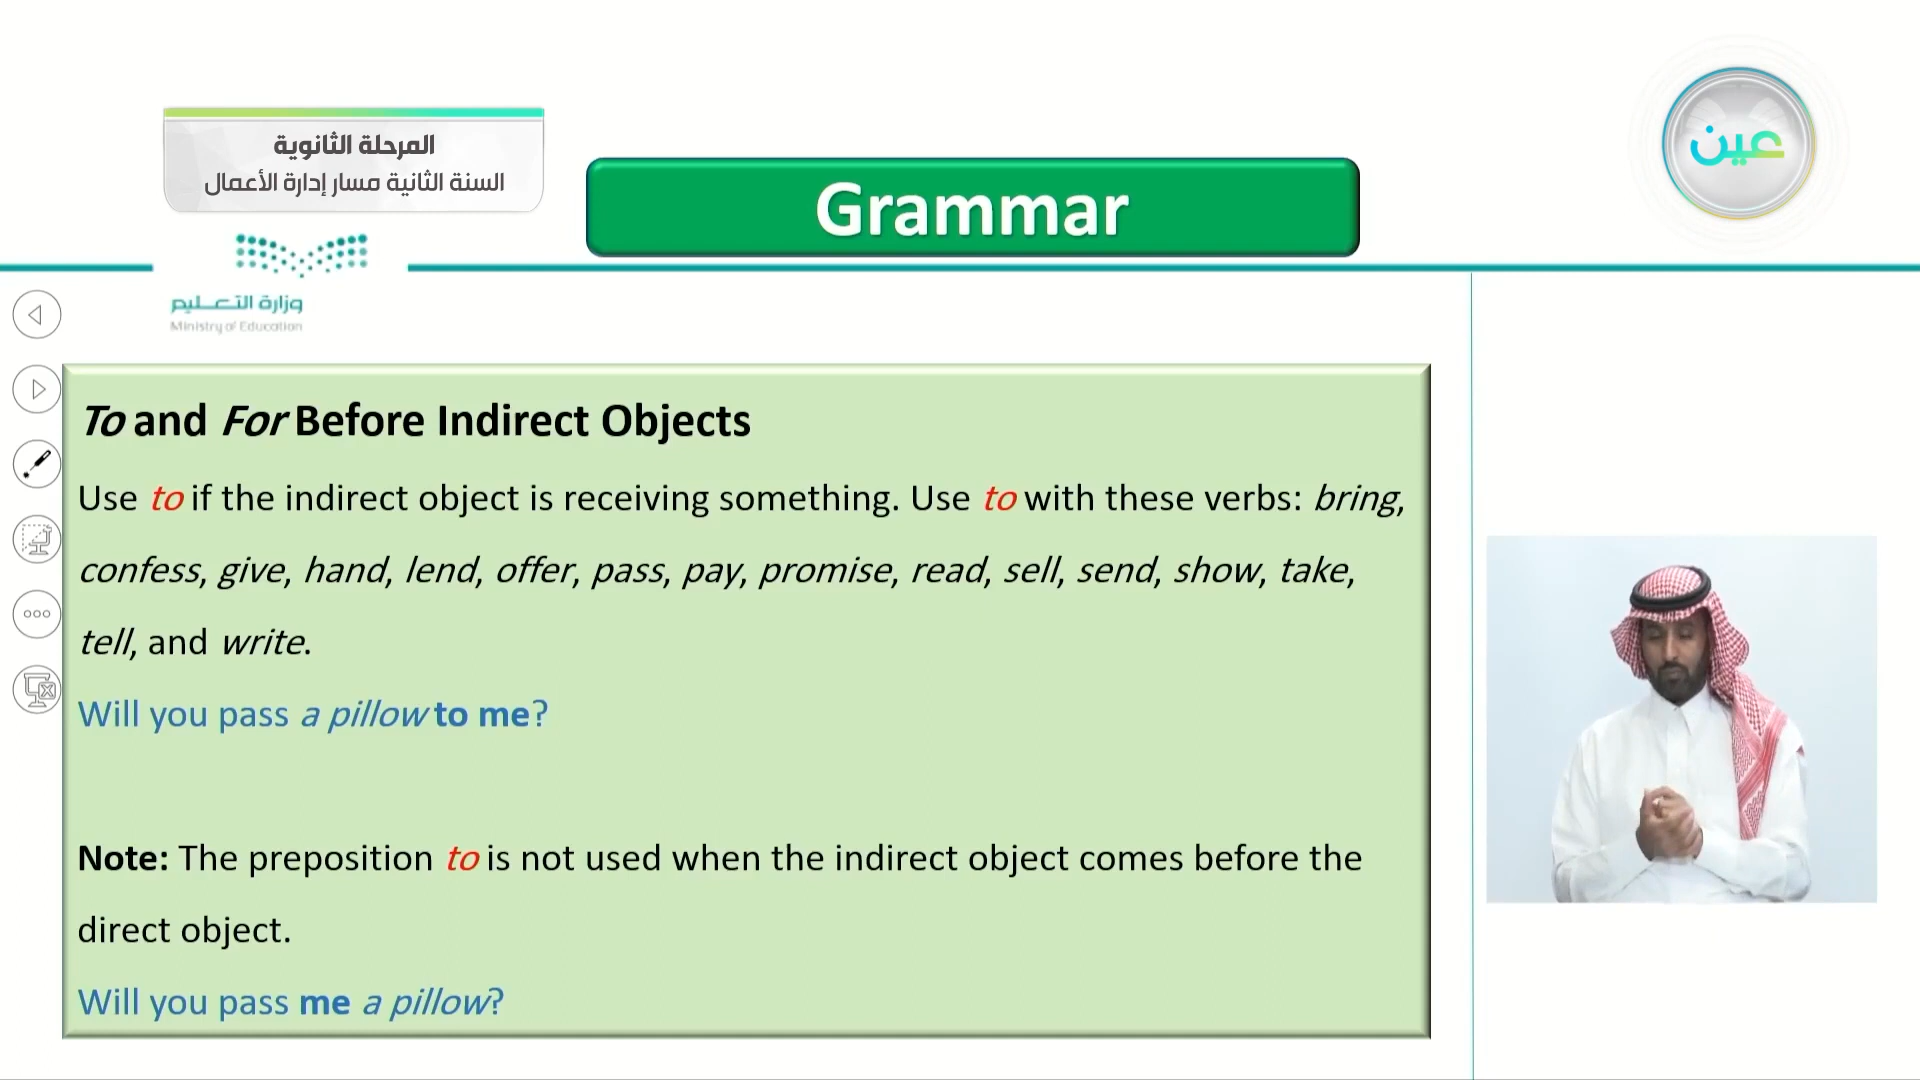 المرحلة الثانوية
السنة الثانية مسار إدارة الأعمال
عين
Grammar
وزارة التعليم
Ministry of Education
To and For Before Indirect Objects
Use to if the indirect object is receiving something. Use to with these verbs: bring,
confess, give, hand, lend, offer, pass, pay, promise, read, sell, send, show, take,
tell, and write.
Will you pass a pillow to me?
Note: The preposition to is not used when the indirect object comes before the
direct object.
Will you pass me a pillow?